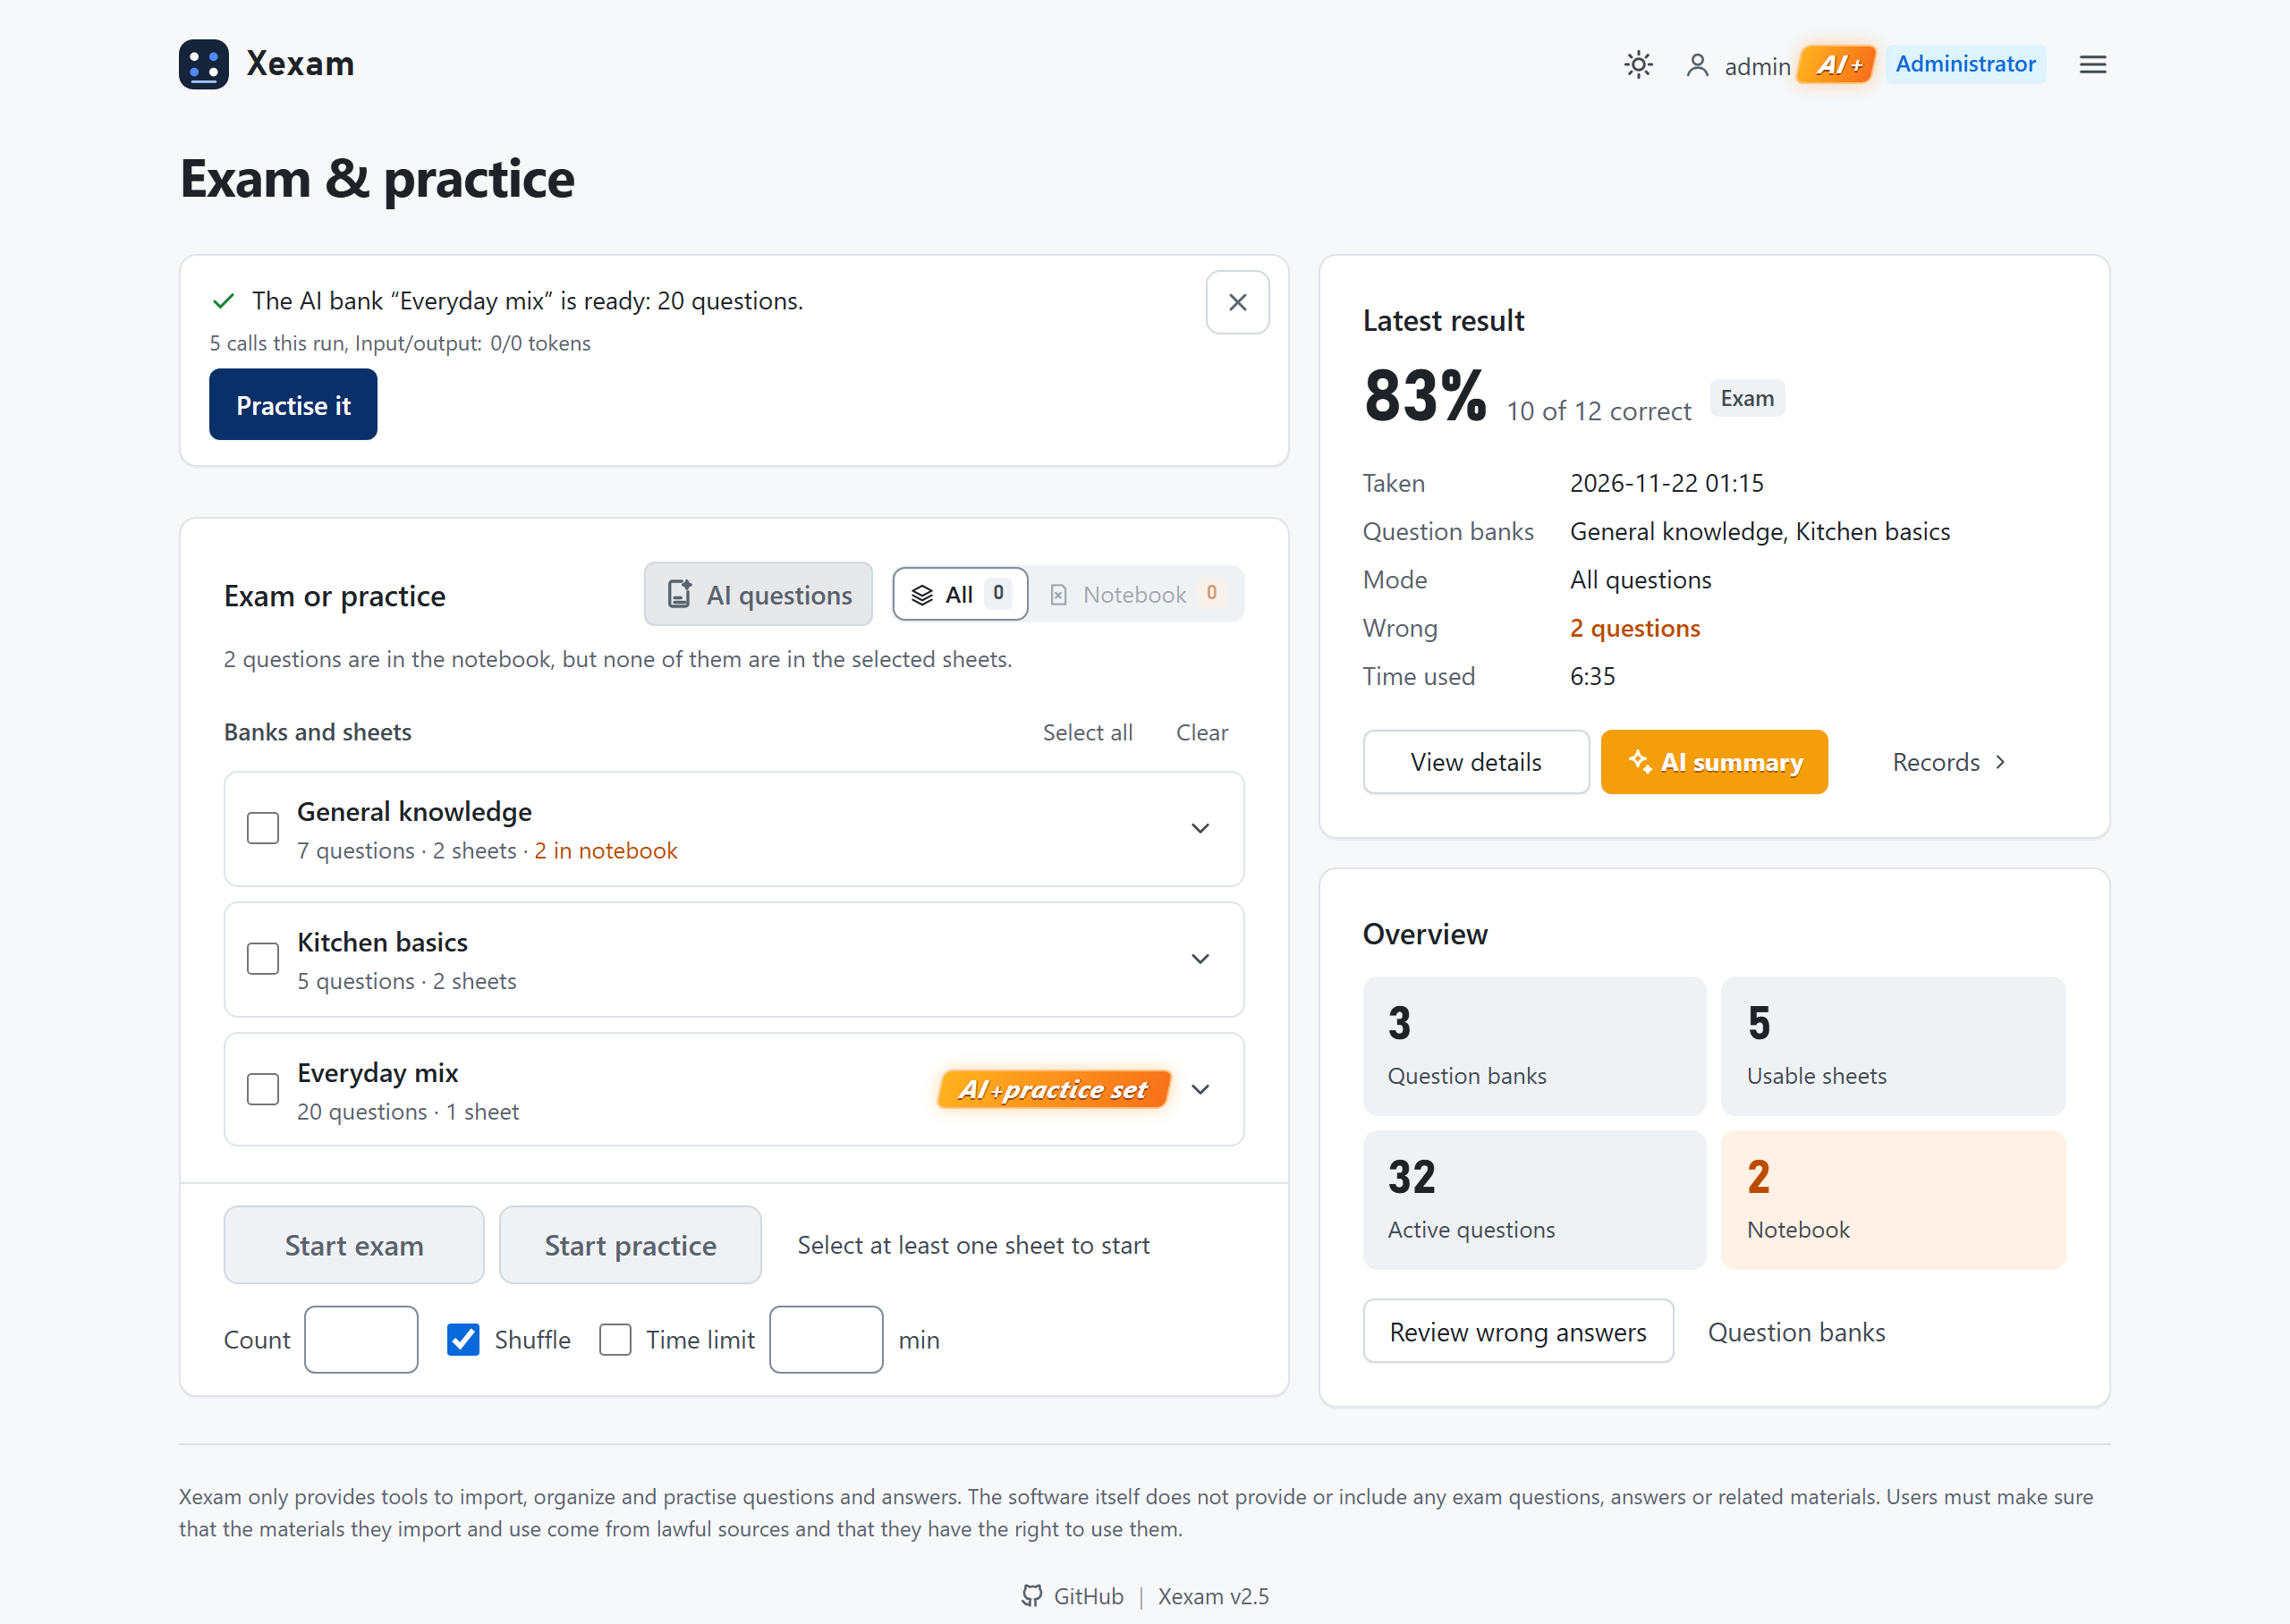 Xexam
admin AI+ Administrator
Exam & practice
The AI bank “Everyday mix” is ready: 20 questions.
5 calls this run, Input/output: 0/0 tokens
Practise it
Exam or practice
AI questions
All 0
Notebook 0
2 questions are in the notebook, but none of them are in the selected sheets.
Banks and sheets
Select all
Clear
General knowledge
7 questions · 2 sheets · 2 in notebook
Kitchen basics
5 questions · 2 sheets
Everyday mix
20 questions · 1 sheet
AI+practice set
Start exam
Start practice
Select at least one sheet to start
Count
Shuffle
Time limit
min
Latest result
83% 10 of 12 correct Exam
Taken 2026-11-22 01:15
Question banks General knowledge, Kitchen basics
Mode All questions
Wrong 2 questions
Time used 6:35
View details
AI summary
Records
Overview
3
Question banks
5
Usable sheets
32
Active questions
2
Notebook
Review wrong answers
Question banks
Xexam only provides tools to import, organize and practise questions and answers. The software itself does not provide or include any exam questions, answers or related materials. Users must make sure
that the materials they import and use come from lawful sources and that they have the right to use them.
GitHub | Xexam v2.5